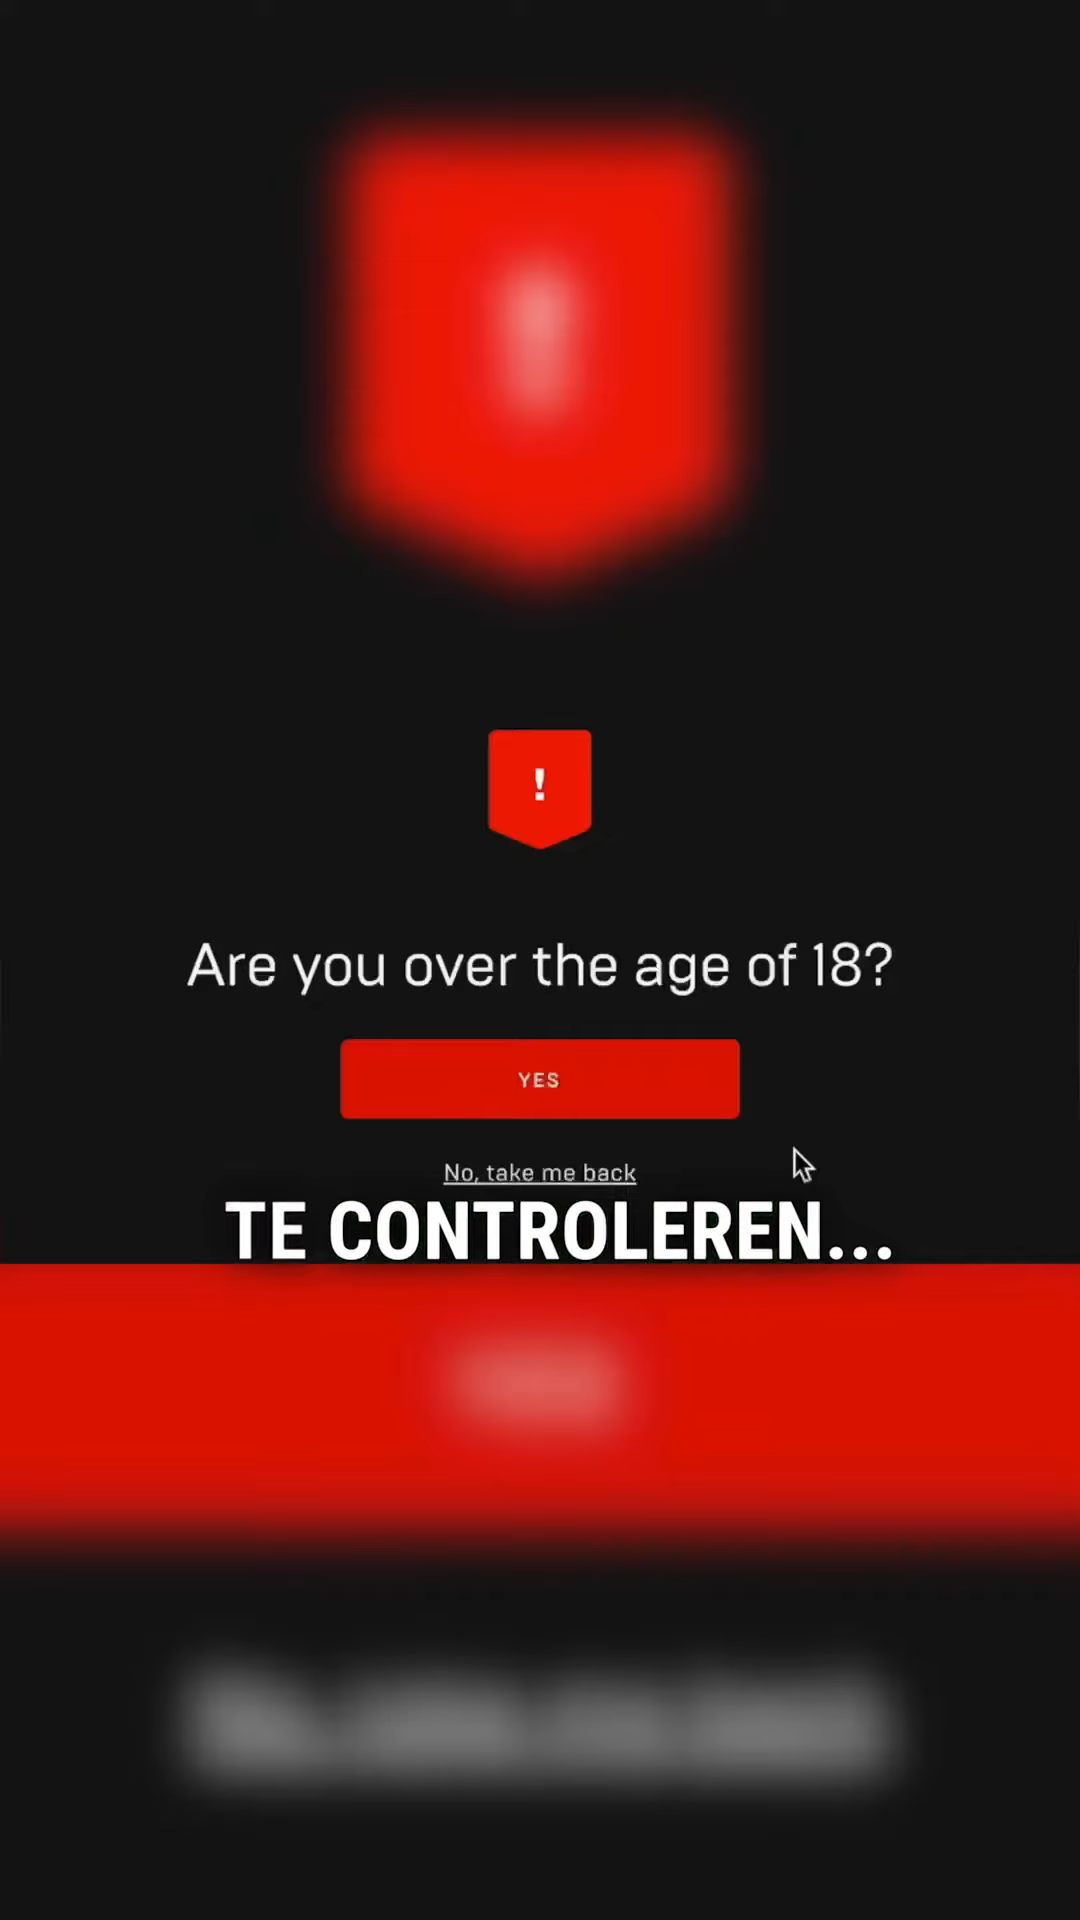 !
Are you over the age of 18?
YES
No, take me back
TE CONTROLEREN...